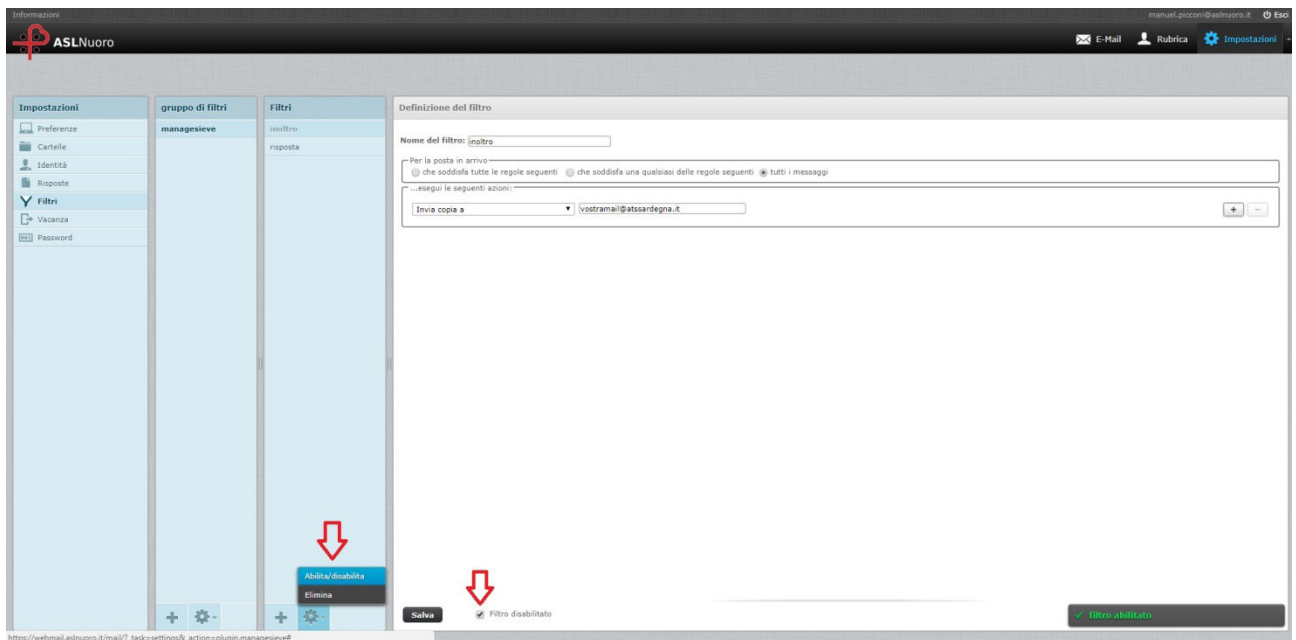 Informazioni
manuel.picconi@aslnuoro.it Esci
ASLNuoro
E-Mail Rubrica Impostazioni
Impostazioni
Preferenze
Cartelle
Identità
Risposte
Filtri
Vacanza
Password
gruppo di filtri
managesieve
Filtri
inoltro
risposta
Abilita/disabilita
Elimina
Definizione del filtro
Nome del filtro: inoltro
Per la posta in arrivo
che soddisfa tutte le regole seguenti che soddisfa una qualsiasi delle regole seguenti tutti i messaggi
...esegui le seguenti azioni:
Invia copia a vostramail@atssardegna.it
Salva Filtro disabilitato
filtro abilitato
https://webmail.aslnuoro.it/mail/?_task=settings&_action=plugin.managesieve#